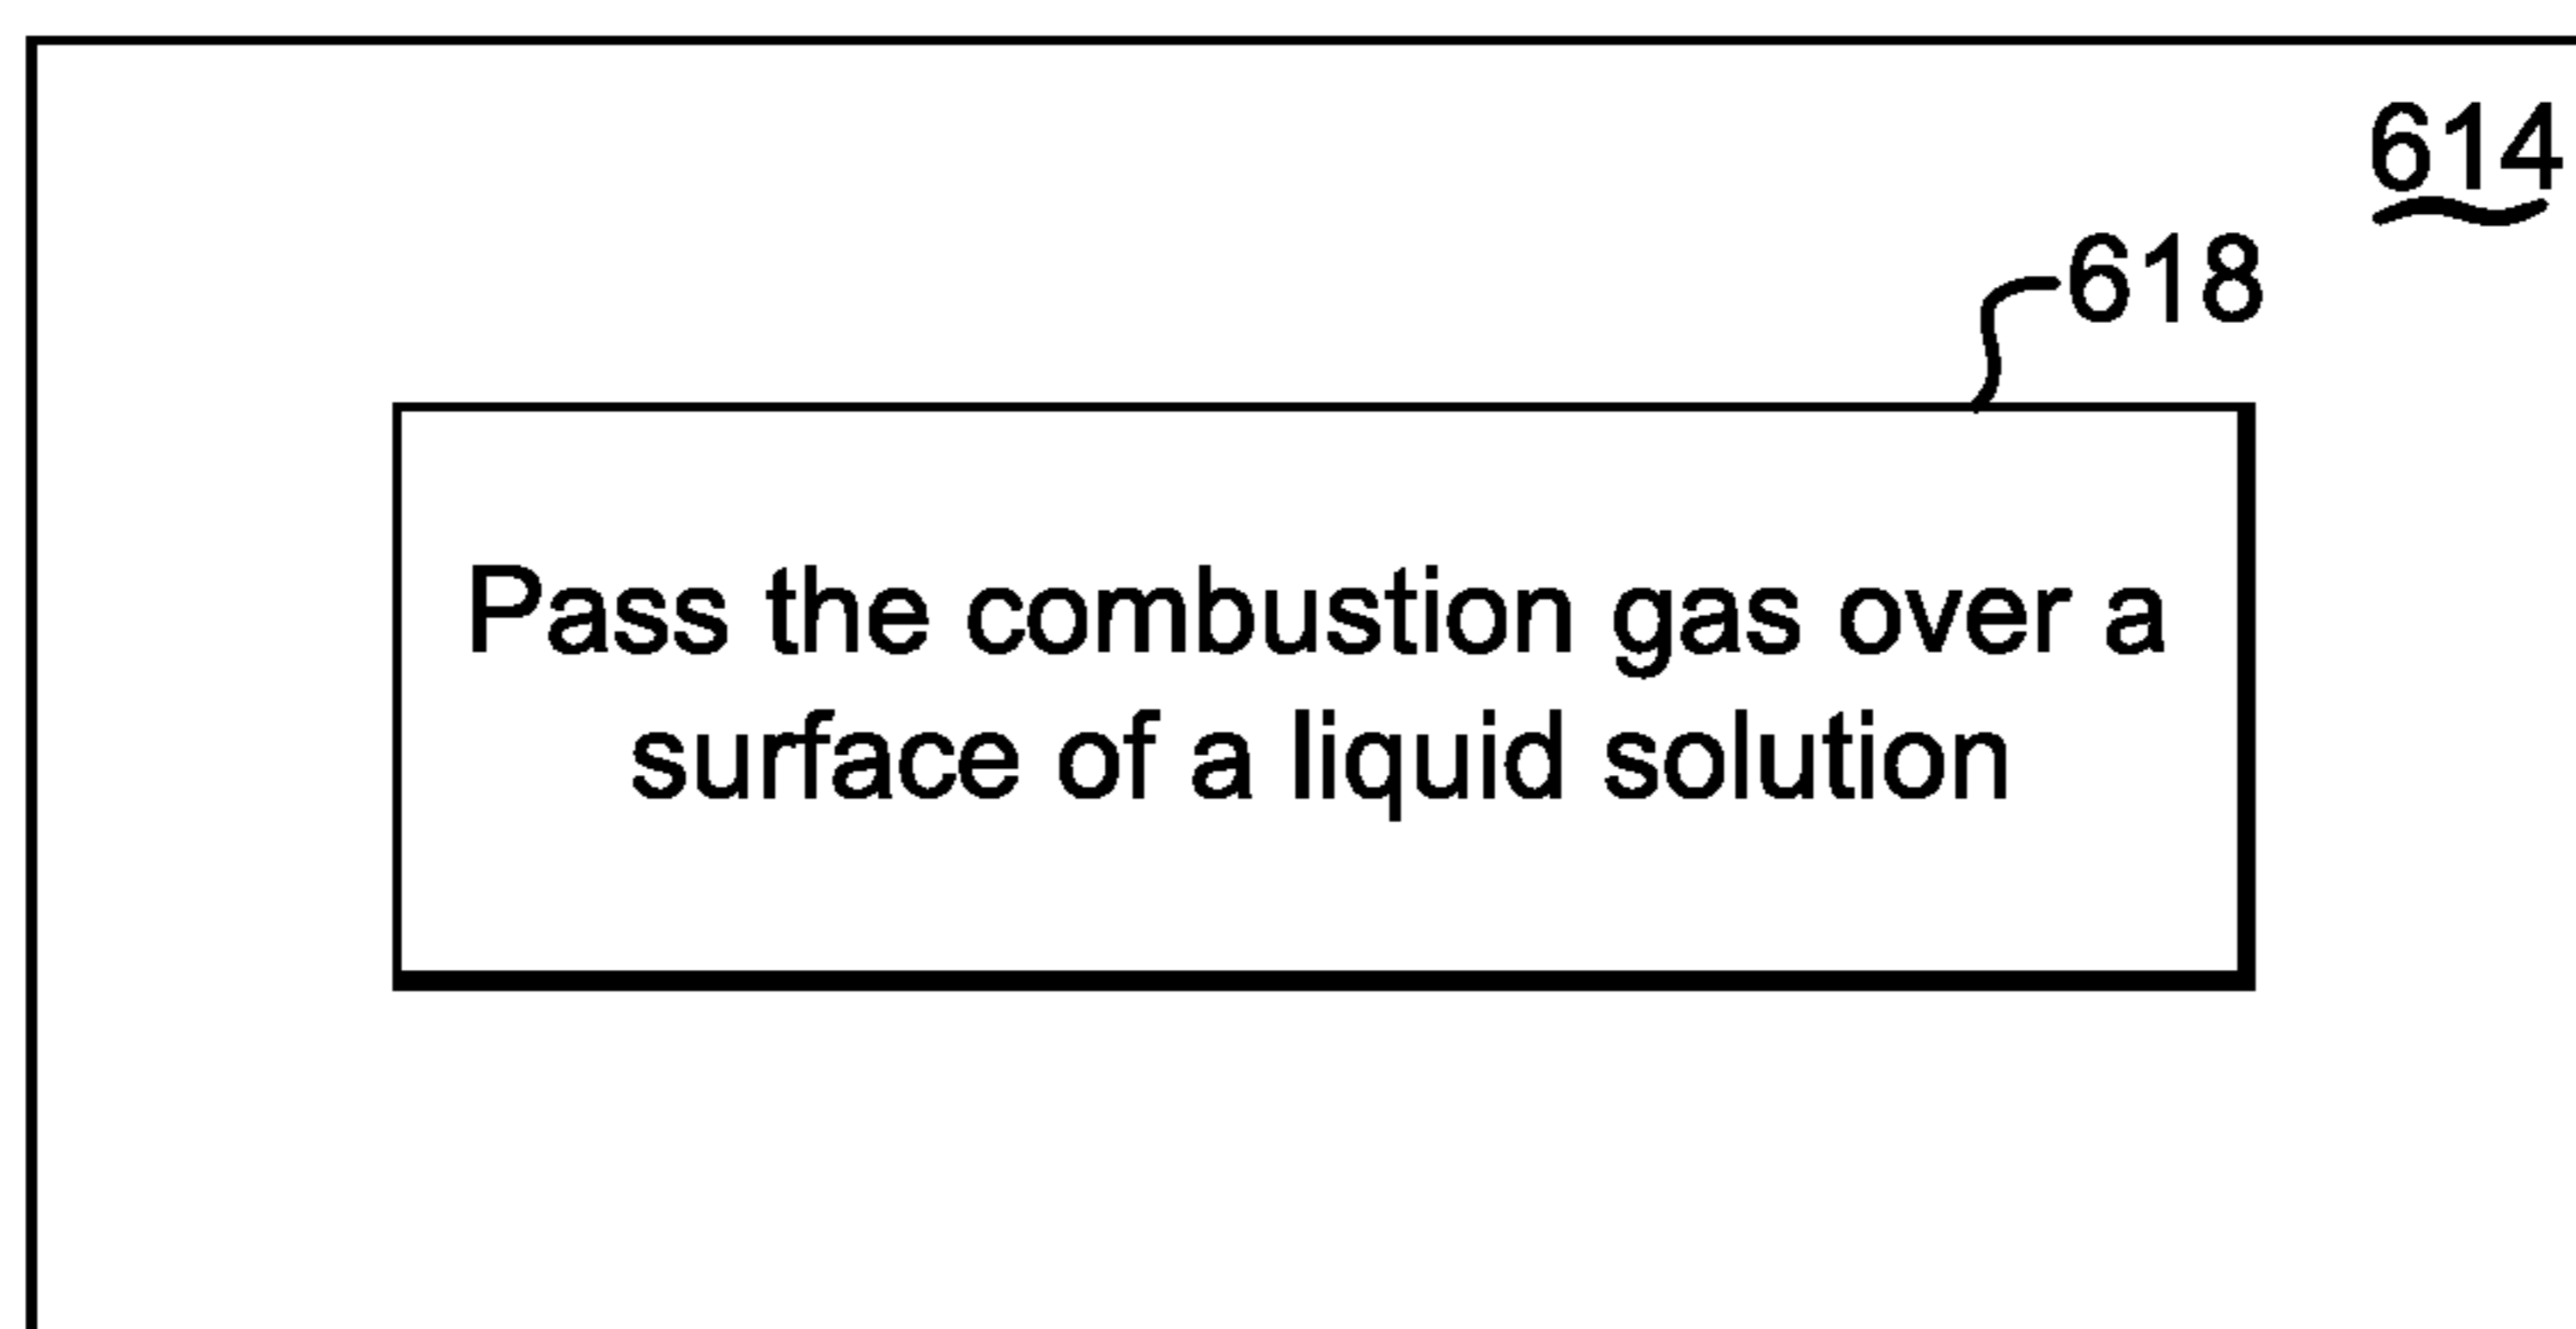 614
618
Pass the combustion gas over a
surface of a liquid solution